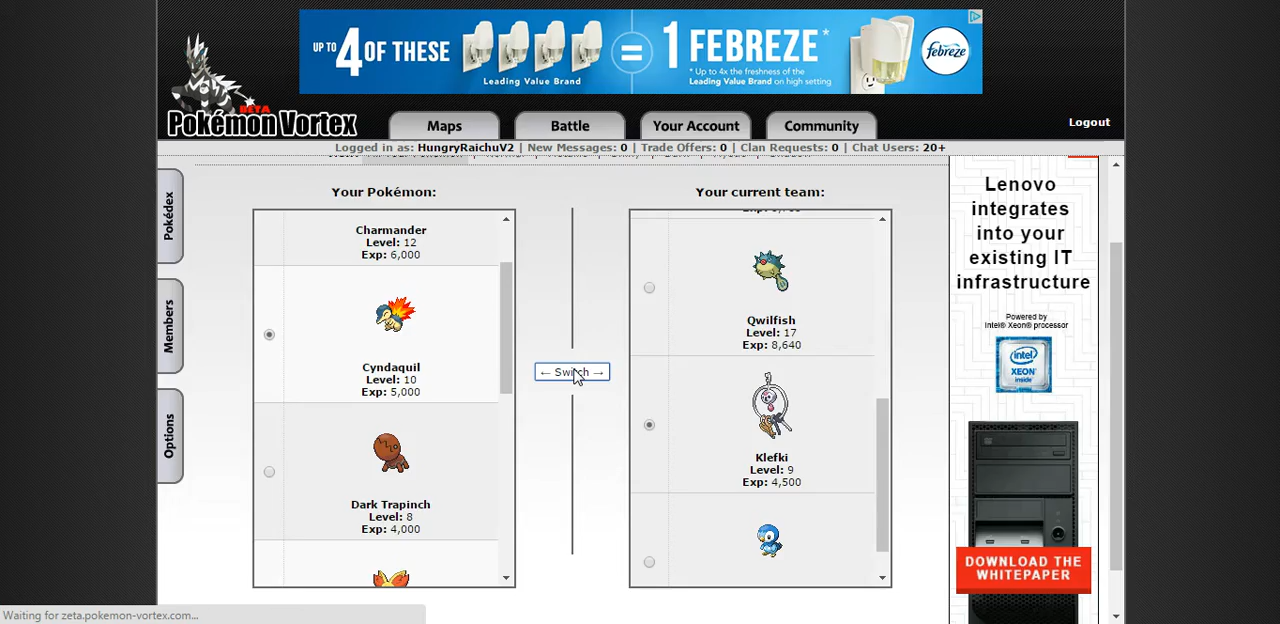 UP TO 4 OF THESE = 1 FEBREZE*
Leading Value Brand
* Up to 4x the freshness of the
Leading Value Brand on high setting
febreze
BETA
Pokémon Vortex
Maps
Battle
Your Account
Community
Logout
Logged in as: HungryRaichuV2 | New Messages: 0 | Trade Offers: 0 | Clan Requests: 0 | Chat Users: 20+
Pokédex
Members
Options
Your Pokémon:
Charmander
Level: 12
Exp: 6,000
Cyndaquil
Level: 10
Exp: 5,000
Dark Trapinch
Level: 8
Exp: 4,000
← Switch →
Your current team:
Qwilfish
Level: 17
Exp: 8,640
Klefki
Level: 9
Exp: 4,500
Lenovo
integrates
into your
existing IT
infrastructure
Powered by
Intel® Xeon® processor
intel
XEON
inside™
DOWNLOAD THE
WHITEPAPER
Waiting for zeta.pokemon-vortex.com...